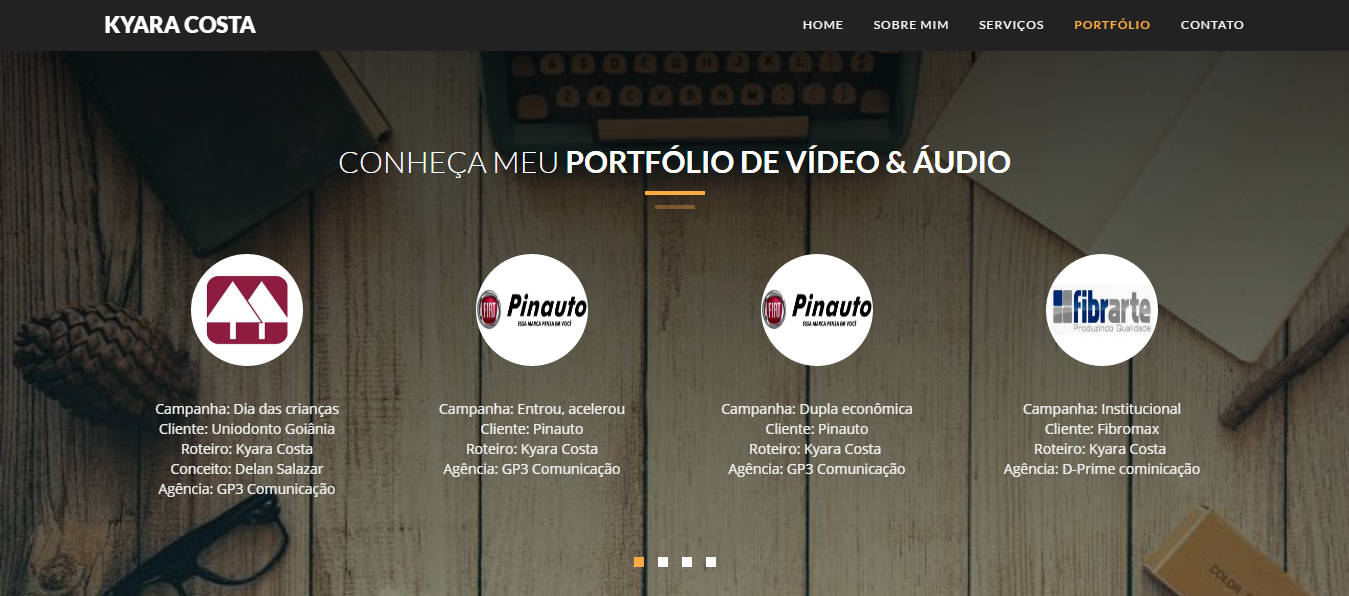 KYARA COSTA
HOME SOBRE MIM SERVIÇOS PORTFÓLIO CONTATO
A S D F G H J K L
Z X C V B N M
CONHEÇA MEU PORTFÓLIO DE VÍDEO & ÁUDIO
FIAT Pinauto
ESSA MARCA PENSA EM VOCÊ
FIAT Pinauto
ESSA MARCA PENSA EM VOCÊ
fibrarte
Produzindo Qualidade
Campanha: Dia das crianças
Cliente: Uniodonto Goiânia
Roteiro: Kyara Costa
Conceito: Delan Salazar
Agência: GP3 Comunicação
Campanha: Entrou, acelerou
Cliente: Pinauto
Roteiro: Kyara Costa
Agência: GP3 Comunicação
Campanha: Dupla econômica
Cliente: Pinauto
Roteiro: Kyara Costa
Agência: GP3 Comunicação
Campanha: Institucional
Cliente: Fibromax
Roteiro: Kyara Costa
Agência: D-Prime cominicação
COLOR